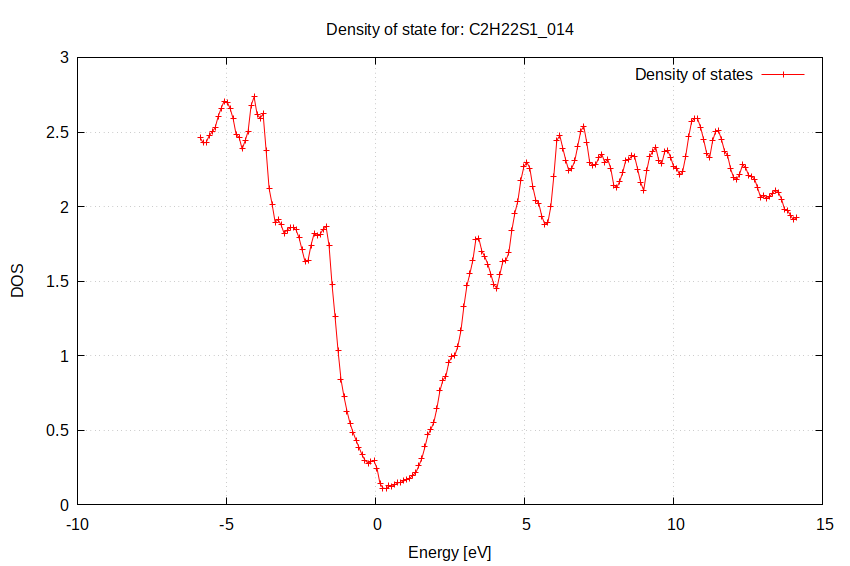 Density of state for: C2H22S1_014
Density of states
3
2.5
2
1.5
1
0.5
0
DOS
-10 -5 0 5 10 15
Energy [eV]